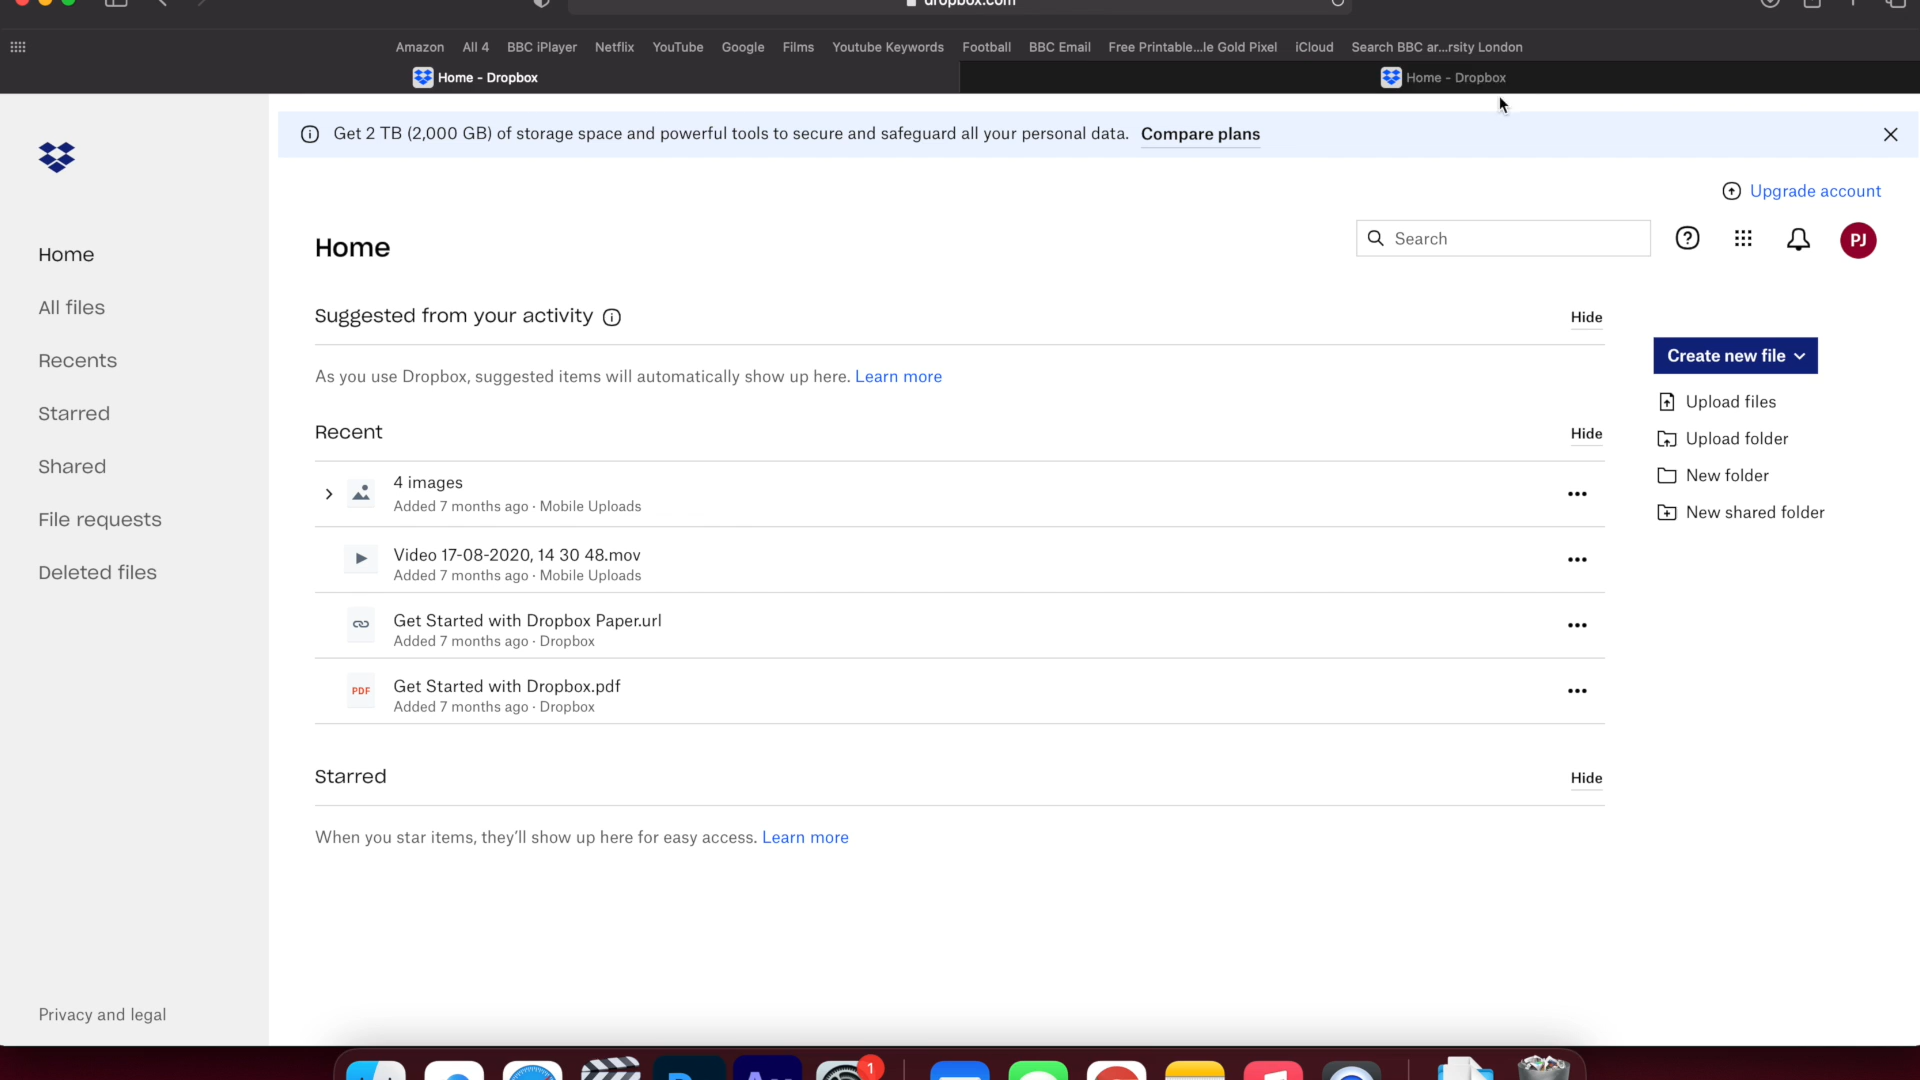 dropbox.com
Amazon All 4 BBC iPlayer Netflix YouTube Google Films Youtube Keywords Football BBC Email Free Printable...le Gold Pixel iCloud Search BBC ar...rsity London
Home - Dropbox
Home - Dropbox
Get 2 TB (2,000 GB) of storage space and powerful tools to secure and safeguard all your personal data. Compare plans
Upgrade account
Home
Search
PJ
Home
All files
Recents
Starred
Shared
File requests
Deleted files
Privacy and legal
Suggested from your activity
Hide
As you use Dropbox, suggested items will automatically show up here. Learn more
Recent
Hide
4 images
Added 7 months ago · Mobile Uploads
Video 17-08-2020, 14 30 48.mov
Added 7 months ago · Mobile Uploads
Get Started with Dropbox Paper.url
Added 7 months ago · Dropbox
PDF
Get Started with Dropbox.pdf
Added 7 months ago · Dropbox
Starred
Hide
When you star items, they'll show up here for easy access. Learn more
Create new file
Upload files
Upload folder
New folder
New shared folder
1